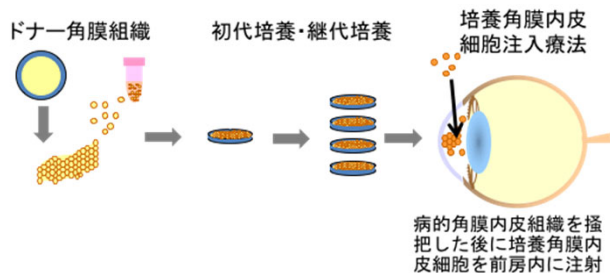 ドナー角膜組織
初代培養・継代培養
培養角膜内皮
細胞注入療法
病的角膜内皮組織を掻
把した後に培養角膜内
皮細胞を前房内に注射